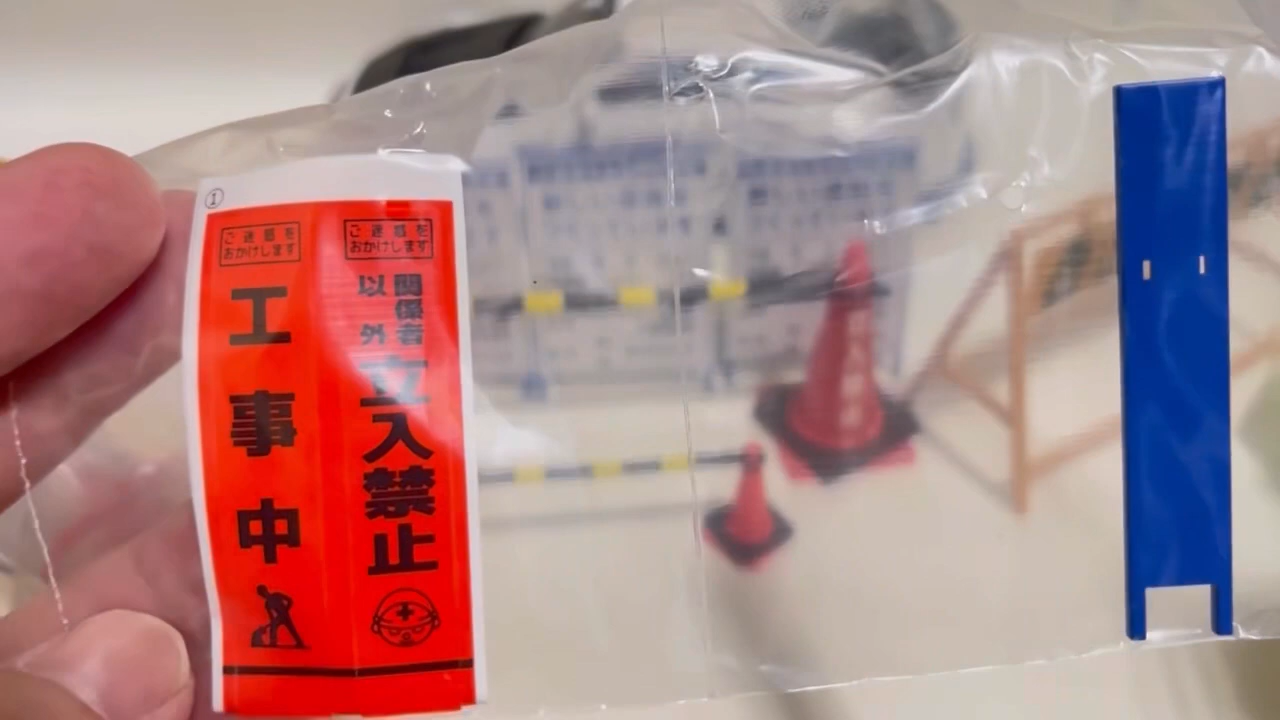 ①
ご迷惑を
おかけします
工事中
ご迷惑を
おかけします
関係者
以外
立入禁止